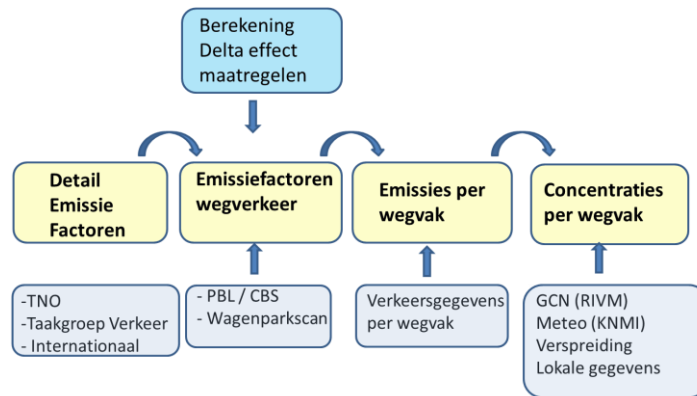 Berekening
Delta effect
maatregelen
Detail
Emissie
Factoren
Emissiefactoren
wegverkeer
Emissies per
wegvak
Concentraties
per wegvak
-TNO
-Taakgroep Verkeer
- Internationaal
- PBL / CBS
- Wagenparkscan
Verkeersgegevens
per wegvak
GCN (RIVM)
Meteo (KNMI)
Verspreiding
Lokale gegevens